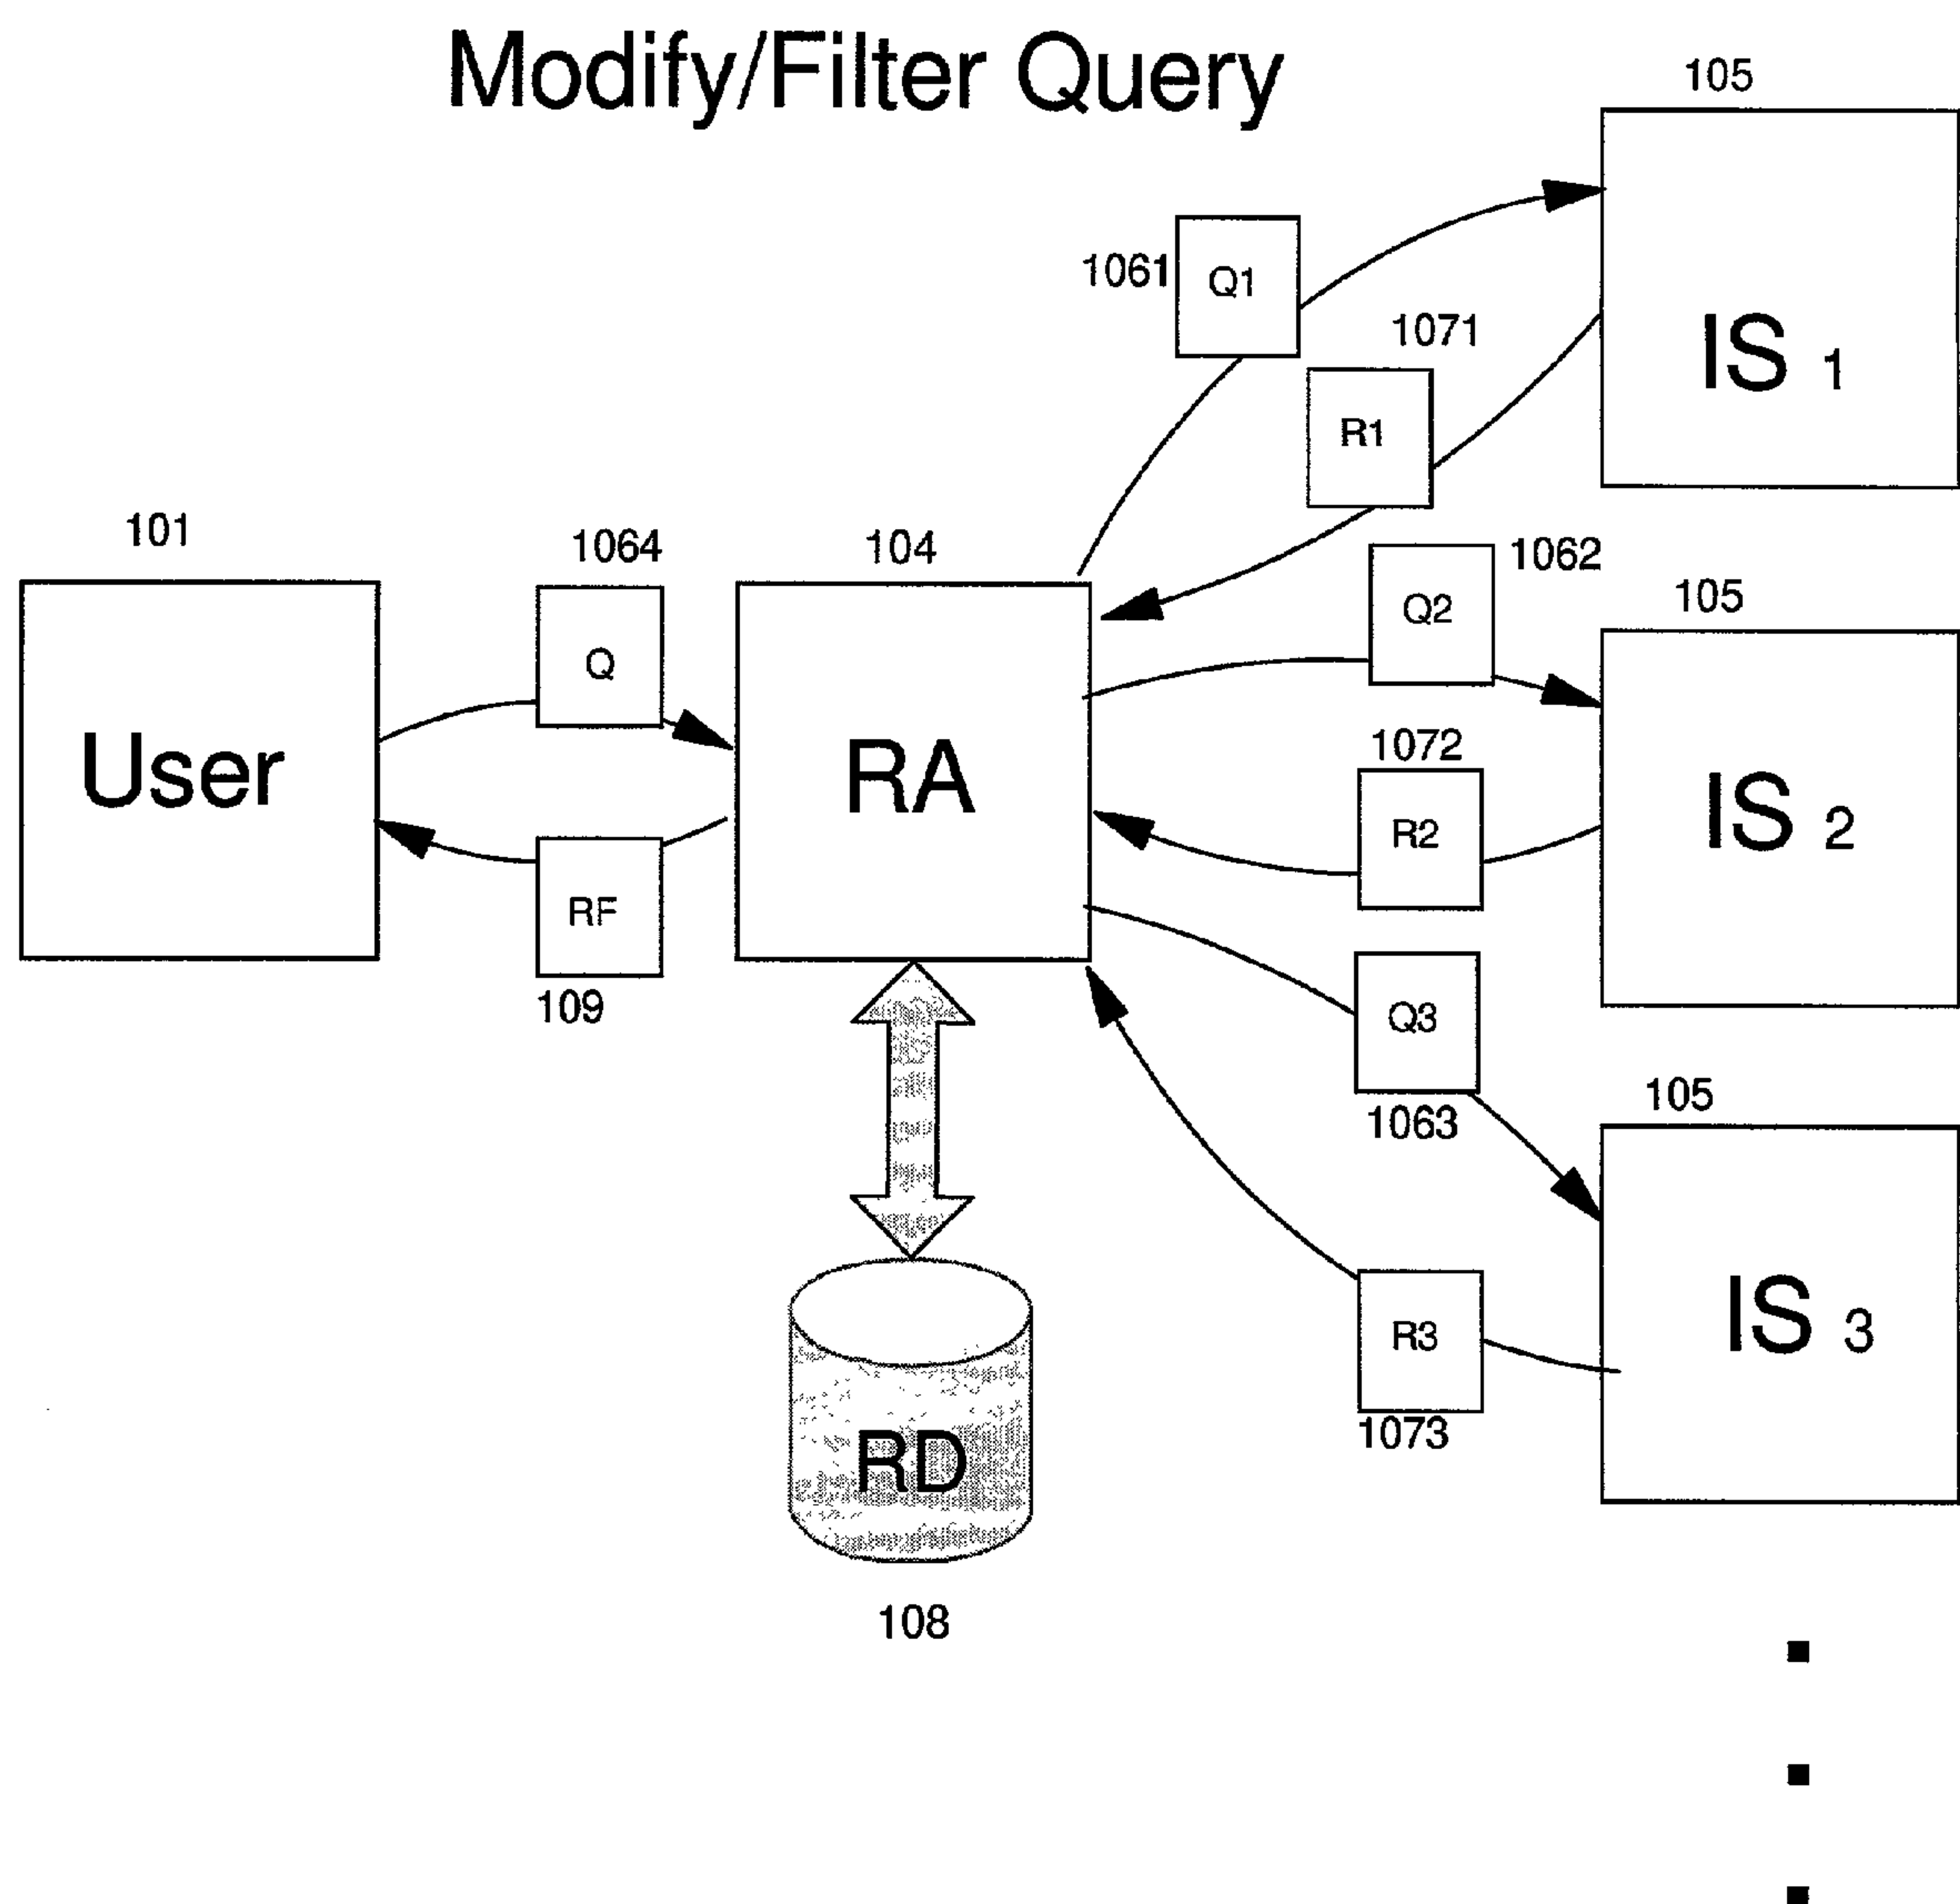 Modify/Filter Query
105
1061
Q1
1071
IS 1
R1
101
1064
104
1062
Q2
105
Q
User
RA
1072
IS 2
R2
RF
109
Q3
105
1063
IS 3
R3
1073
RD
108